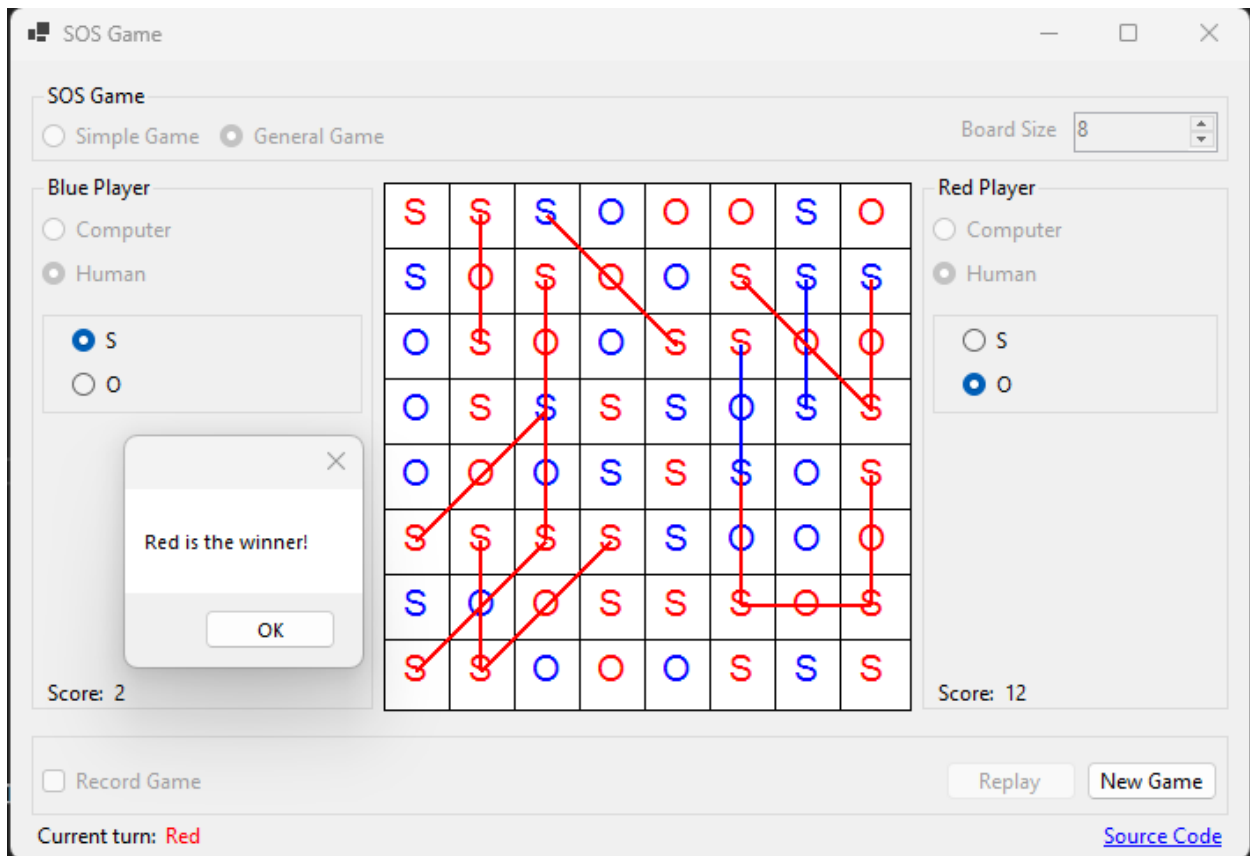 SOS Game
SOS Game
Simple Game General Game Board Size 8
Blue Player
Computer
Human
S
O
Score: 2
S S S O O O S O
S O S O O S S S
O S O O S S O O
O S S S S O S S
O O O S S S O S
S S S S S O O O
S O O S S S O S
S S O O O S S S
Red Player
Computer
Human
S
O
Score: 12
Red is the winner!
OK
Record Game Replay New Game
Current turn: Red Source Code